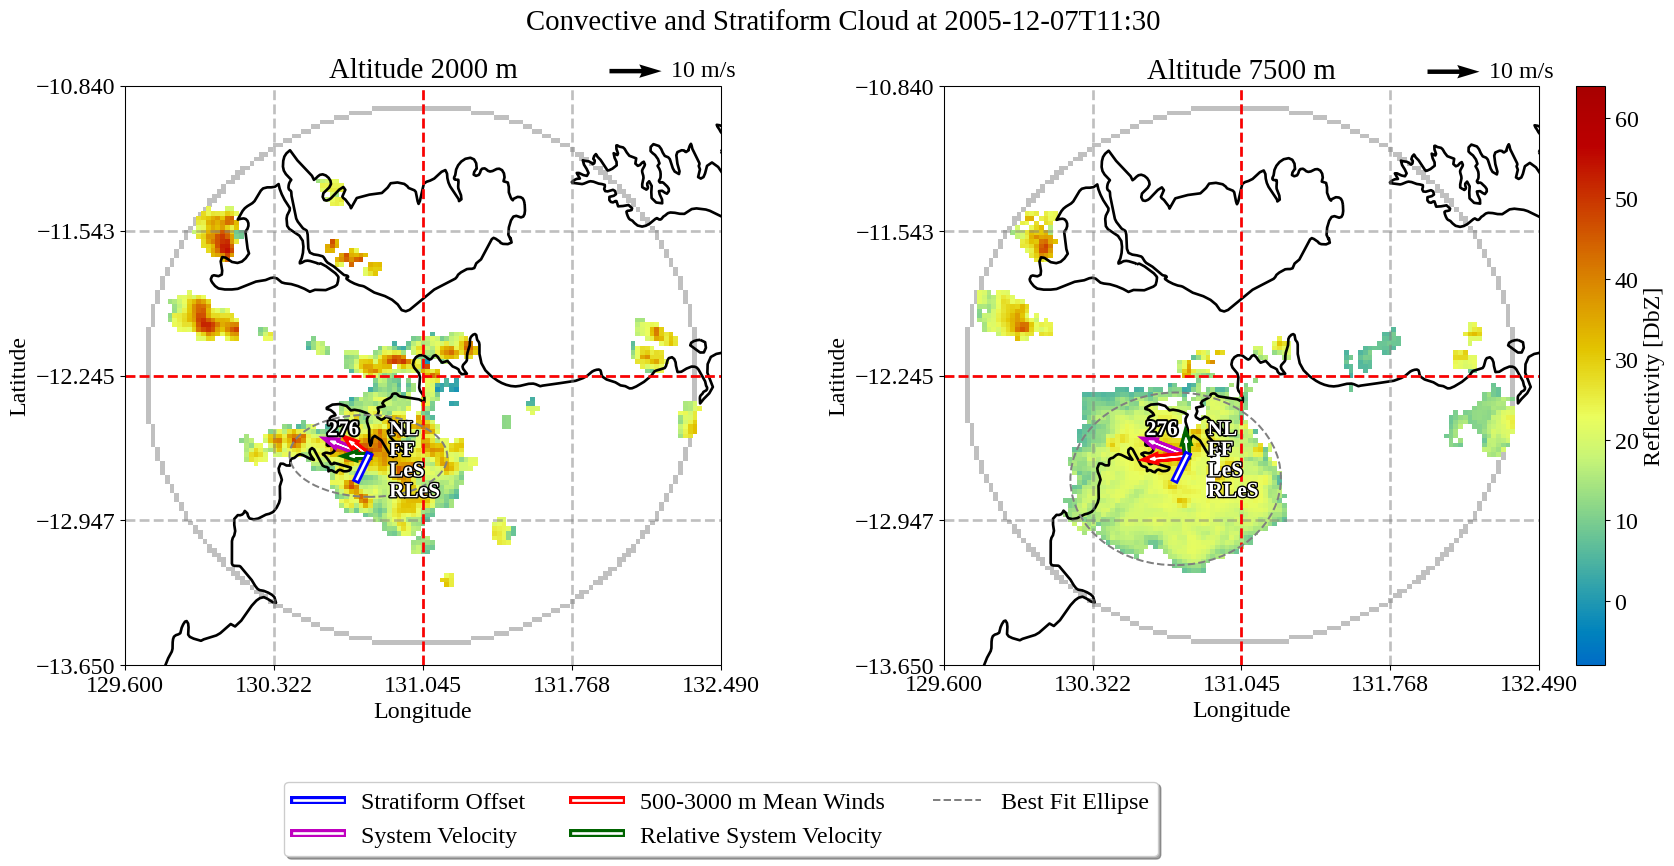 Convective and Stratiform Cloud at 2005-12-07T11:30
Altitude 2000 m
10 m/s
−10.840
−11.543
−12.245
−12.947
−13.650
Latitude
129.600
130.322
131.045
131.768
132.490
Longitude
276
NL
FF
LeS
RLeS
Altitude 7500 m
10 m/s
−10.840
−11.543
−12.245
−12.947
−13.650
Latitude
129.600
130.322
131.045
131.768
132.490
Longitude
276
NL
FF
LeS
RLeS
60
50
40
30
20
10
0
Reflectivity [DbZ]
Stratiform Offset
System Velocity
500-3000 m Mean Winds
Relative System Velocity
Best Fit Ellipse